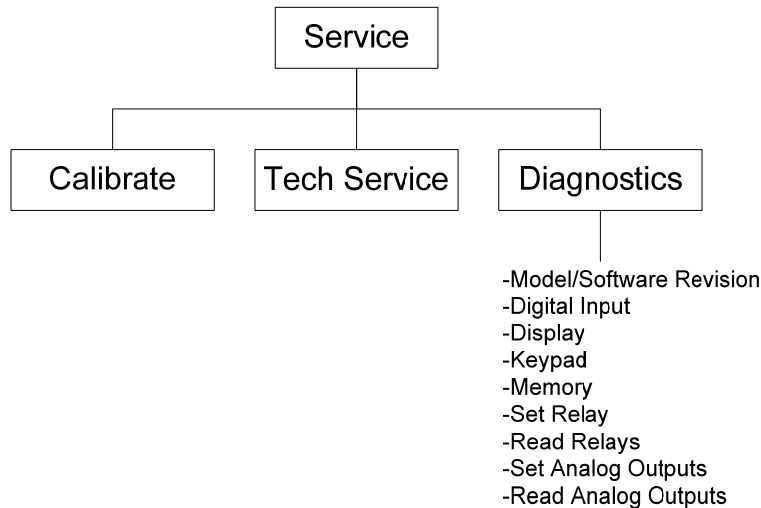 Service
Calibrate
Tech Service
Diagnostics
-Model/Software Revision
-Digital Input
-Display
-Keypad
-Memory
-Set Relay
-Read Relays
-Set Analog Outputs
-Read Analog Outputs